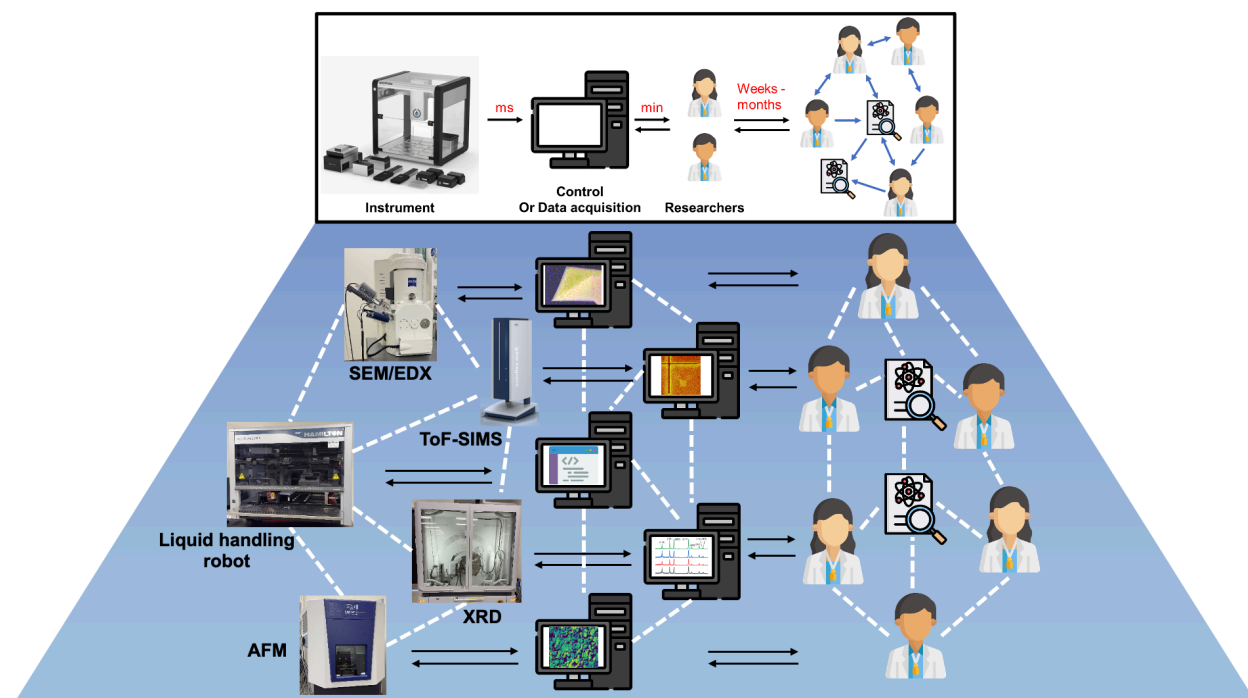 ms
min
Weeks -
months
Instrument
Control
Or Data acquisition
Researchers
SEM/EDX
ToF-SIMS
HAMILTON
</>
Liquid handling
robot
XRD
AFM